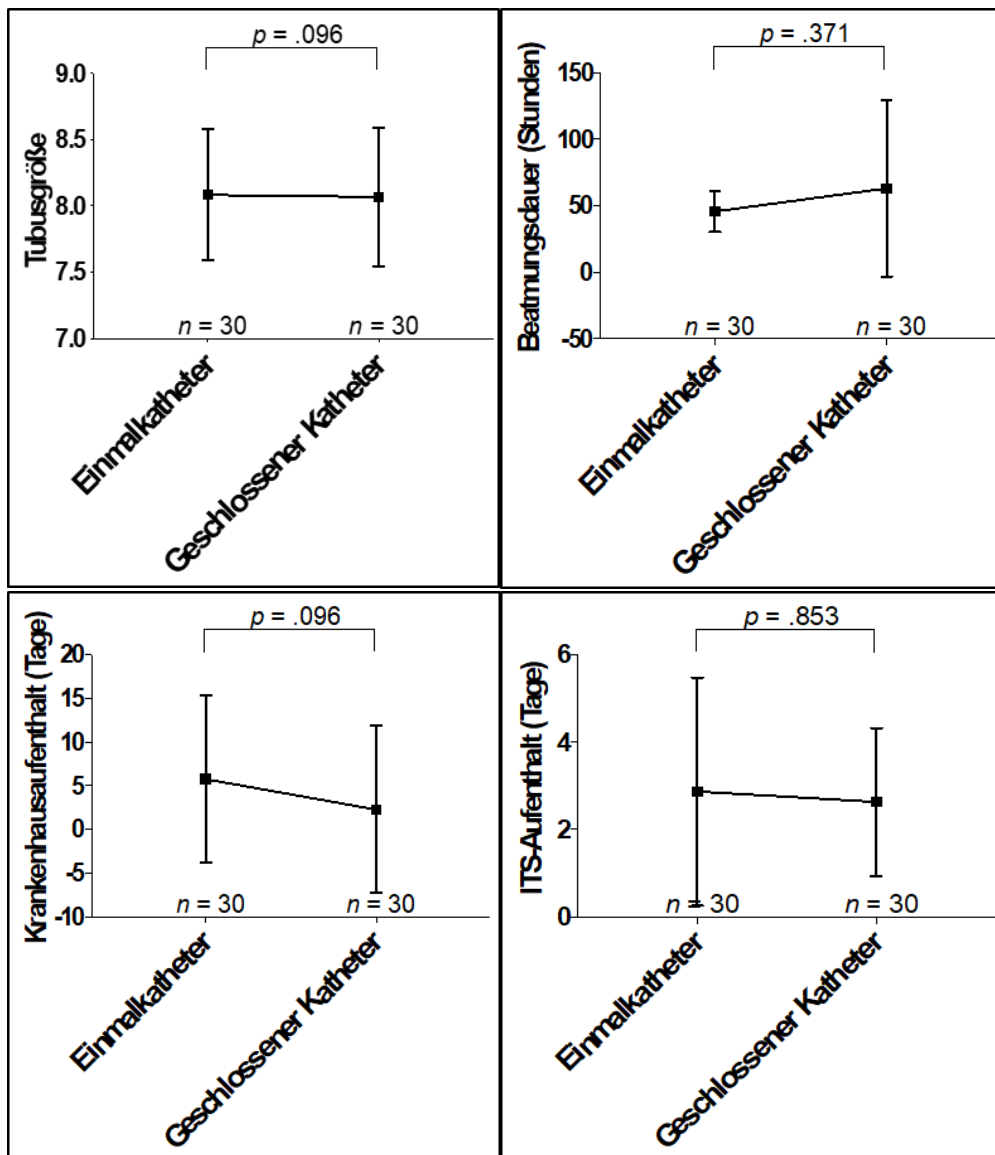 p = .096
Tubusgröße
9.0
8.5
8.0
7.5
7.0
n = 30
n = 30
Einmalkatheter
Geschlossener Katheter
p = .371
Beatmungsdauer (Stunden)
150
100
50
0
-50
n = 30
n = 30
Einmalkatheter
Geschlossener Katheter
p = .096
Krankenhausaufenthalt (Tage)
20
15
10
5
0
-5
-10
n = 30
n = 30
Einmalkatheter
Geschlossener Katheter
p = .853
ITS-Aufenthalt (Tage)
6
4
2
0
n = 30
n = 30
Einmalkatheter
Geschlossener Katheter